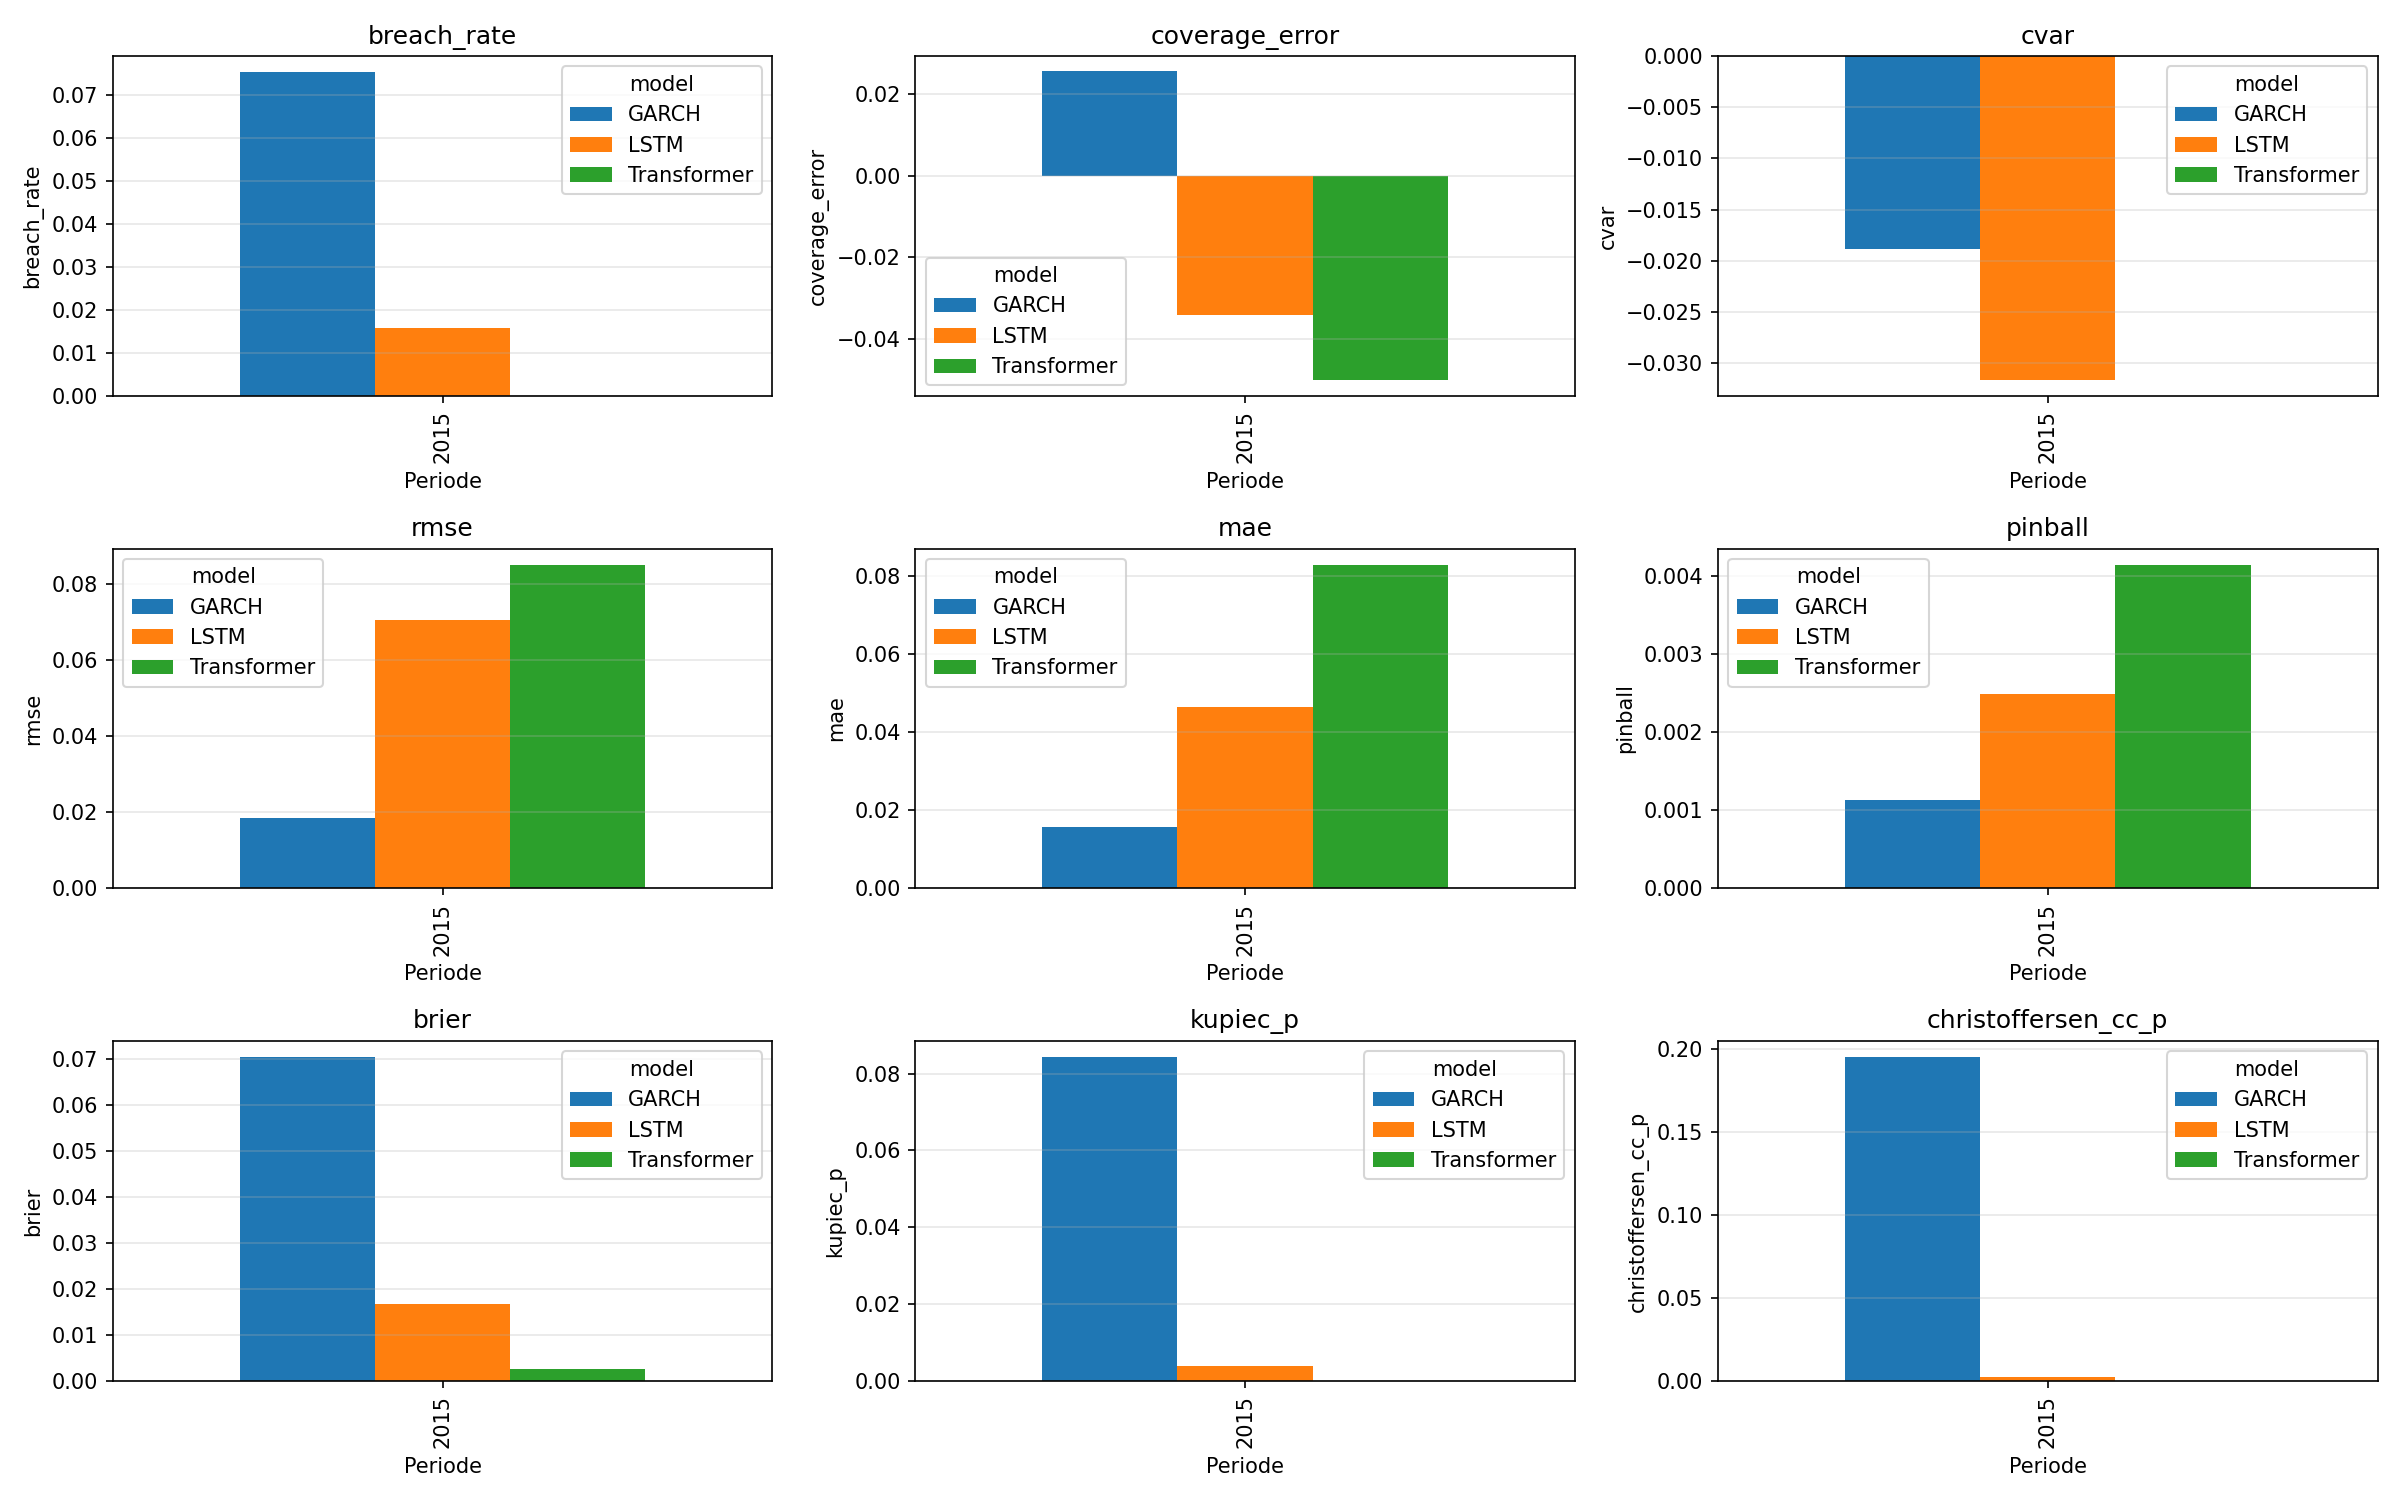 breach_rate
breach_rate
0.07
0.06
0.05
0.04
0.03
0.02
0.01
0.00
model
GARCH
LSTM
Transformer
2015
Periode
coverage_error
coverage_error
0.02
0.00
−0.02
−0.04
model
GARCH
LSTM
Transformer
2015
Periode
cvar
cvar
0.000
−0.005
−0.010
−0.015
−0.020
−0.025
−0.030
model
GARCH
LSTM
Transformer
2015
Periode
rmse
rmse
0.08
0.06
0.04
0.02
0.00
model
GARCH
LSTM
Transformer
2015
Periode
mae
mae
0.08
0.06
0.04
0.02
0.00
model
GARCH
LSTM
Transformer
2015
Periode
pinball
pinball
0.004
0.003
0.002
0.001
0.000
model
GARCH
LSTM
Transformer
2015
Periode
brier
brier
0.07
0.06
0.05
0.04
0.03
0.02
0.01
0.00
model
GARCH
LSTM
Transformer
2015
Periode
kupiec_p
kupiec_p
0.08
0.06
0.04
0.02
0.00
model
GARCH
LSTM
Transformer
2015
Periode
christoffersen_cc_p
christoffersen_cc_p
0.20
0.15
0.10
0.05
0.00
model
GARCH
LSTM
Transformer
2015
Periode